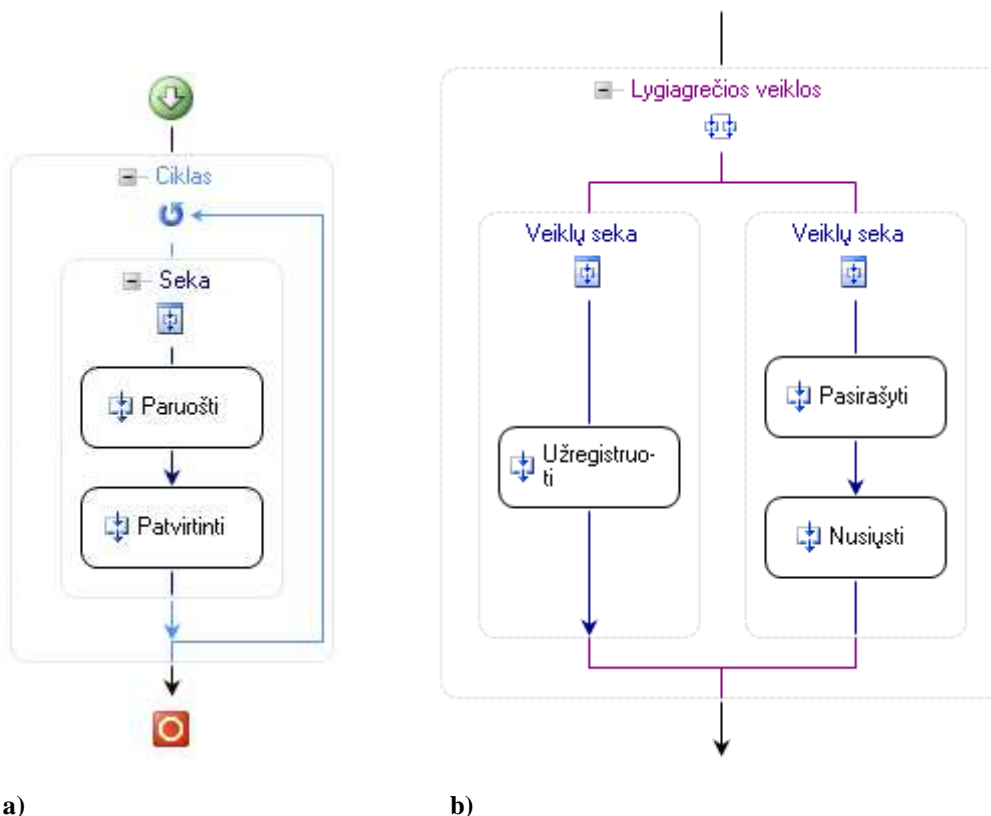 Ciklas
Seka
Paruošti
Patvirtinti
a)
Lygiagrečios veiklos
Veiklų seka
Užregistruo-
ti
Veiklų seka
Pasirašyti
Nusiųsti
b)